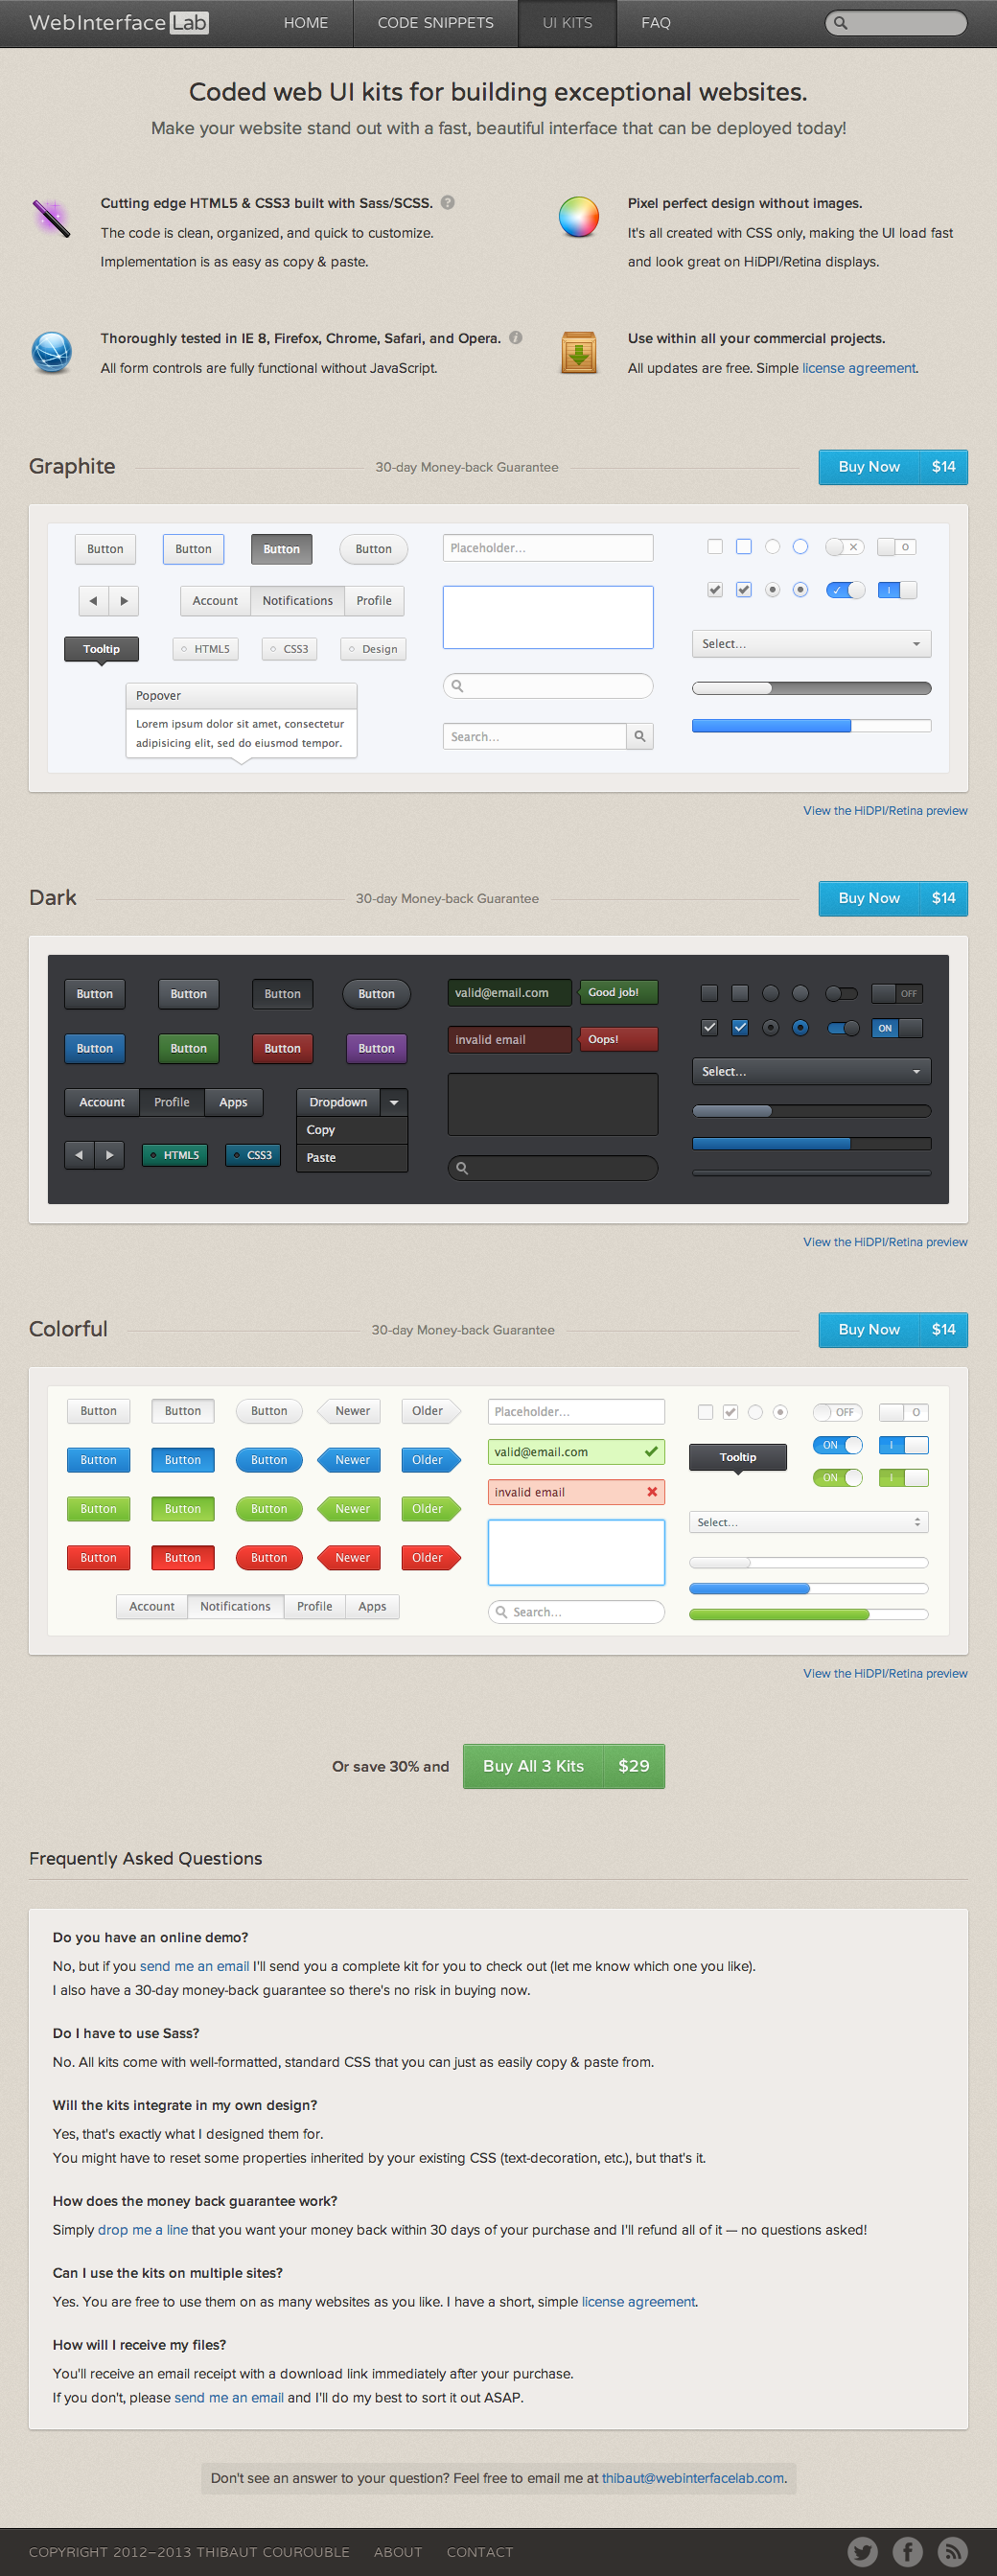 WebInterface Lab
HOME
CODE SNIPPETS
UI KITS
FAQ
Coded web UI kits for building exceptional websites.
Make your website stand out with a fast, beautiful interface that can be deployed today!
Cutting edge HTML5 & CSS3 built with Sass/SCSS. ?
The code is clean, organized, and quick to customize.
Implementation is as easy as copy & paste.
Pixel perfect design without images.
It's all created with CSS only, making the UI load fast
and look great on HiDPI/Retina displays.
Thoroughly tested in IE 8, Firefox, Chrome, Safari, and Opera. i
All form controls are fully functional without JavaScript.
Use within all your commercial projects.
All updates are free. Simple license agreement.
Graphite
30-day Money-back Guarantee
Buy Now $14
Button Button Button Button
Account Notifications Profile
Tooltip
HTML5 CSS3 Design
Popover
Lorem ipsum dolor sit amet, consectetur
adipisicing elit, sed do eiusmod tempor.
Placeholder...
Search...
O
I
Select...
View the HiDPI/Retina preview
Dark
30-day Money-back Guarantee
Buy Now $14
Button Button Button Button
Button Button Button Button
Account Profile Apps
Dropdown
Copy
Paste
HTML5 CSS3
valid@email.com Good job!
invalid email Oops!
OFF
ON
Select...
View the HiDPI/Retina preview
Colorful
30-day Money-back Guarantee
Buy Now $14
Button Button Button Newer Older
Button Button Button Newer Older
Button Button Button Newer Older
Button Button Button Newer Older
Account Notifications Profile Apps
Placeholder...
valid@email.com
invalid email
Search...
OFF O
ON I
ON I
Tooltip
Select...
View the HiDPI/Retina preview
Or save 30% and Buy All 3 Kits $29
Frequently Asked Questions
Do you have an online demo?
No, but if you send me an email I'll send you a complete kit for you to check out (let me know which one you like).
I also have a 30-day money-back guarantee so there's no risk in buying now.
Do I have to use Sass?
No. All kits come with well-formatted, standard CSS that you can just as easily copy & paste from.
Will the kits integrate in my own design?
Yes, that's exactly what I designed them for.
You might have to reset some properties inherited by your existing CSS (text-decoration, etc.), but that's it.
How does the money back guarantee work?
Simply drop me a line that you want your money back within 30 days of your purchase and I'll refund all of it — no questions asked!
Can I use the kits on multiple sites?
Yes. You are free to use them on as many websites as you like. I have a short, simple license agreement.
How will I receive my files?
You'll receive an email receipt with a download link immediately after your purchase.
If you don't, please send me an email and I'll do my best to sort it out ASAP.
Don't see an answer to your question? Feel free to email me at thibaut@webinterfacelab.com.
COPYRIGHT 2012–2013 THIBAUT COUROUBLE
ABOUT
CONTACT